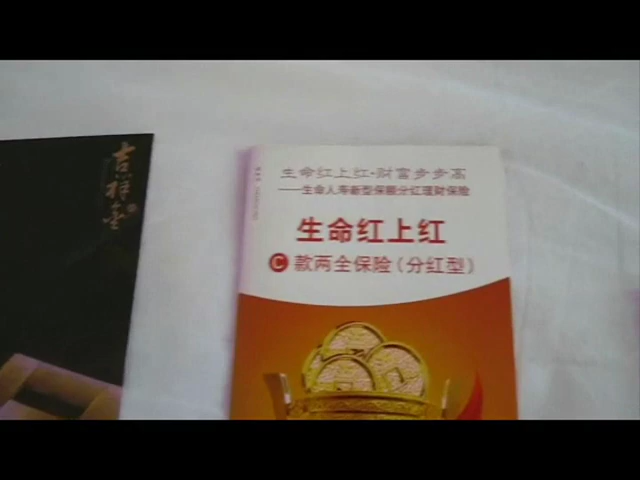 吉祥宝
生命红上红·财富步步高
——生命人寿新型保额分红理财保险
生命红上红
C款两全保险(分红型)